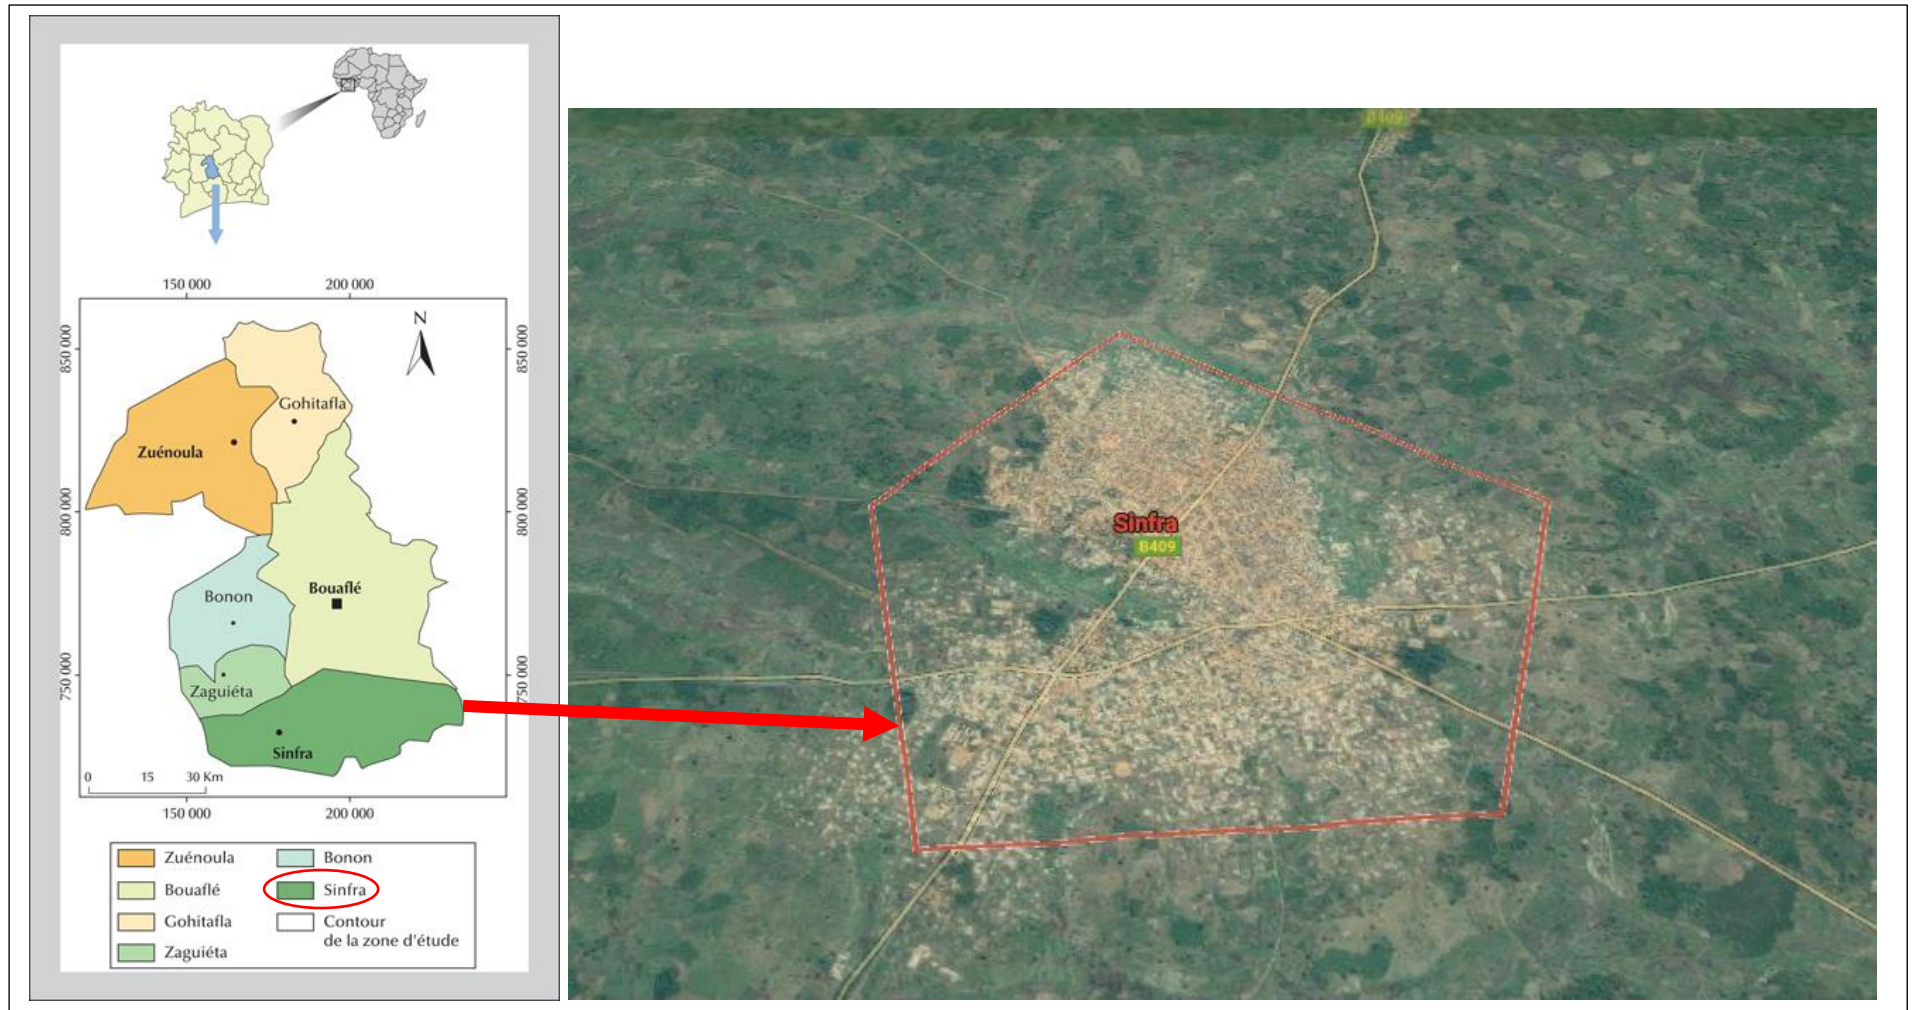 150 000 200 000
N
850 000 850 000
Gohitafla
Zuénoula
800 000 800 000
Bouaflé
Bonon
750 000 750 000
Zaguiéta
Sinfra
0 15 30 Km
150 000 200 000
Zuénoula
Bouaflé
Gohitafla
Zaguiéta
Bonon
Sinfra
Contour
de la zone d'étude
B409
Sinfra
B409